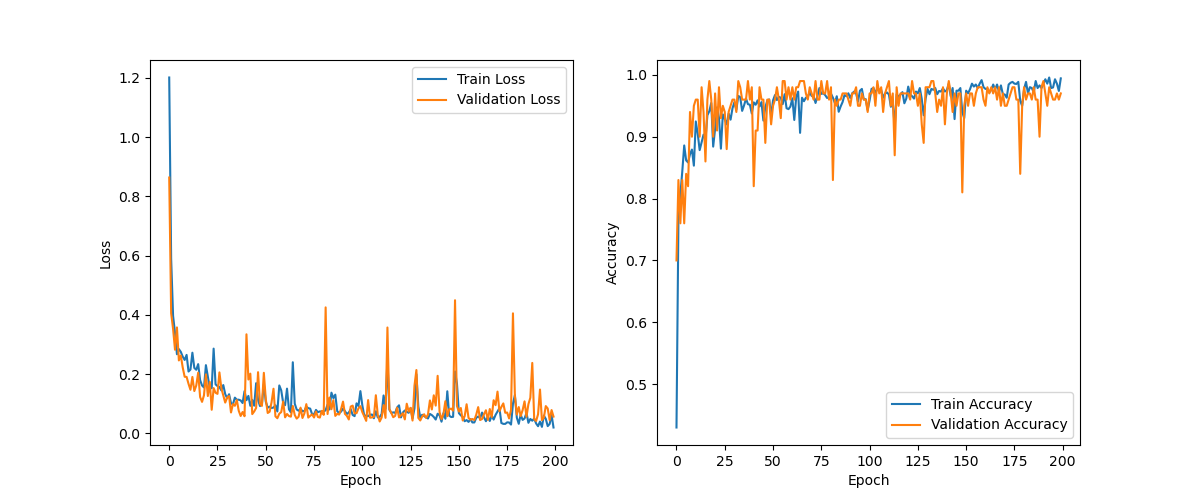 Train Loss
Validation Loss
Loss
1.2
1.0
0.8
0.6
0.4
0.2
0.0
0 25 50 75 100 125 150 175 200
Epoch
Accuracy
1.0
0.9
0.8
0.7
0.6
0.5
Train Accuracy
Validation Accuracy
0 25 50 75 100 125 150 175 200
Epoch